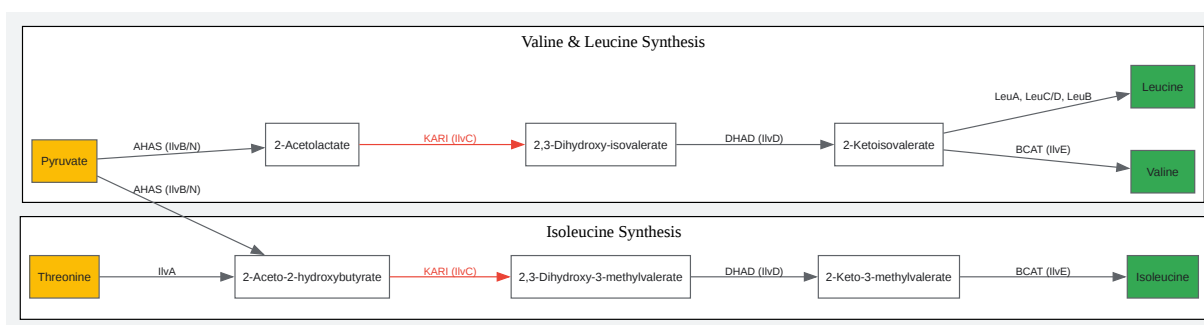 Valine & Leucine Synthesis
Leucine
LeuA, LeuC/D, LeuB
Pyruvate
AHAS (IlvB/N)
2-Acetolactate
KARI (IlvC)
2,3-Dihydroxy-isovalerate
DHAD (IlvD)
2-Ketoisovalerate
BCAT (IlvE)
Valine
AHAS (IlvB/N)
Isoleucine Synthesis
Threonine
IlvA
2-Aceto-2-hydroxybutyrate
KARI (IlvC)
2,3-Dihydroxy-3-methylvalerate
DHAD (IlvD)
2-Keto-3-methylvalerate
BCAT (IlvE)
Isoleucine